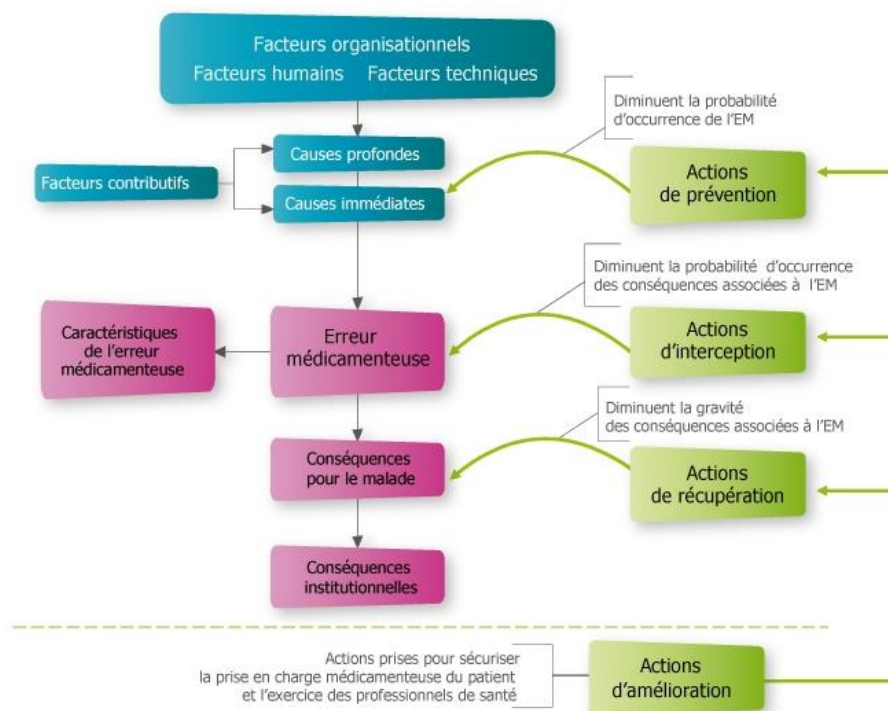 Facteurs organisationnels
Facteurs humains Facteurs techniques
Diminuent la probabilité
d'occurrence de l'EM
Causes profondes
Facteurs contributifs
Causes immédiates
Actions
de prévention
Diminuent la probabilité d'occurrence
des conséquences associées à l'EM
Caractéristiques
de l'erreur
médicamenteuse
Erreur
médicamenteuse
Actions
d'interception
Diminuent la gravité
des conséquences associées à l'EM
Conséquences
pour le malade
Actions
de récupération
Conséquences
institutionnelles
Actions prises pour sécuriser
la prise en charge médicamenteuse du patient
et l'exercice des professionnels de santé
Actions
d'amélioration